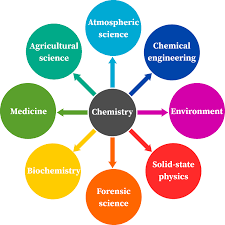 Atmospheric
science
Agricultural
science
Chemical
engineering
Medicine
Chemistry
Environment
Biochemistry
Solid-state
physics
Forensic
science